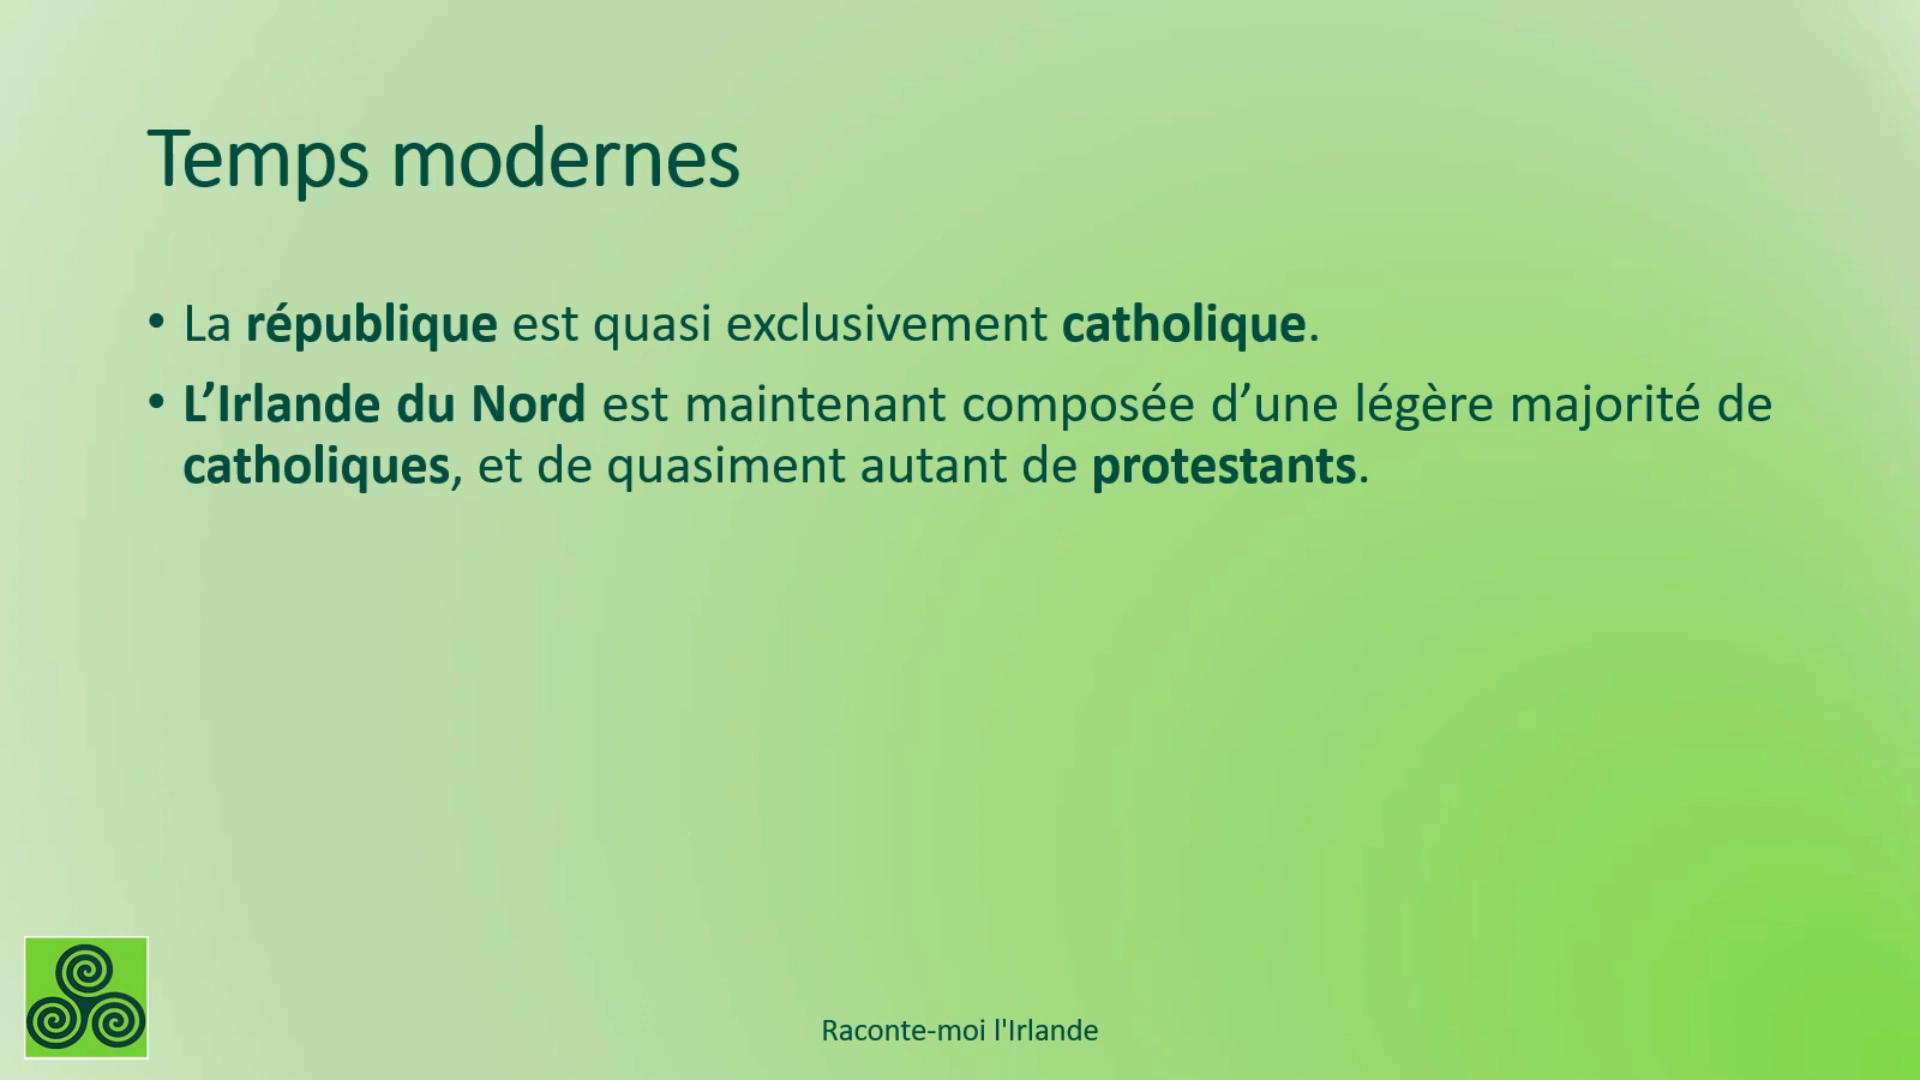 Temps modernes
• La république est quasi exclusivement catholique.
• L’Irlande du Nord est maintenant composée d’une légère majorité de
catholiques, et de quasiment autant de protestants.
Raconte-moi l'Irlande